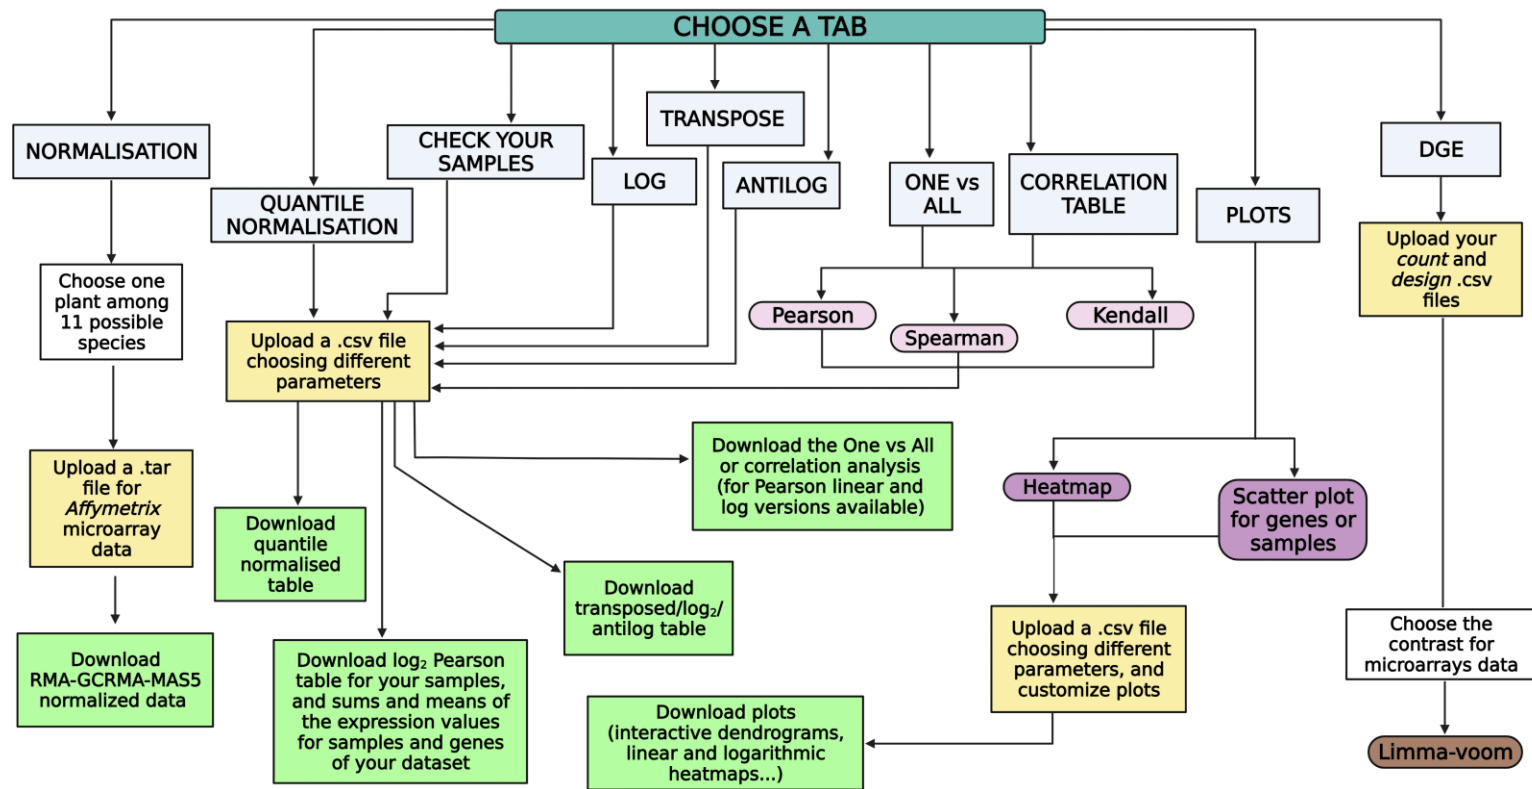 CHOOSE A TAB
NORMALISATION
QUANTILE
NORMALISATION
CHECK YOUR
SAMPLES
LOG
TRANSPOSE
ANTILOG
ONE vs
ALL
CORRELATION
TABLE
PLOTS
DGE
Choose one
plant among
11 possible
species
Upload a .csv file
choosing different
parameters
Pearson
Spearman
Kendall
Upload your
count and
design .csv
files
Upload a .tar
file for
Affymetrix
microarray
data
Download
quantile
normalised
table
Download the One vs All
or correlation analysis
(for Pearson linear and
log versions available)
Heatmap
Scatter plot
for genes or
samples
Download
RMA-GCRMA-MAS5
normalized data
Download log₂ Pearson
table for your samples,
and sums and means of
the expression values
for samples and genes
of your dataset
Download
transposed/log₂/
antilog table
Upload a .csv file
choosing different
parameters, and
customize plots
Download plots
(interactive dendrograms,
linear and logarithmic
heatmaps...)
Choose the
contrast for
microarrays data
Limma-voom